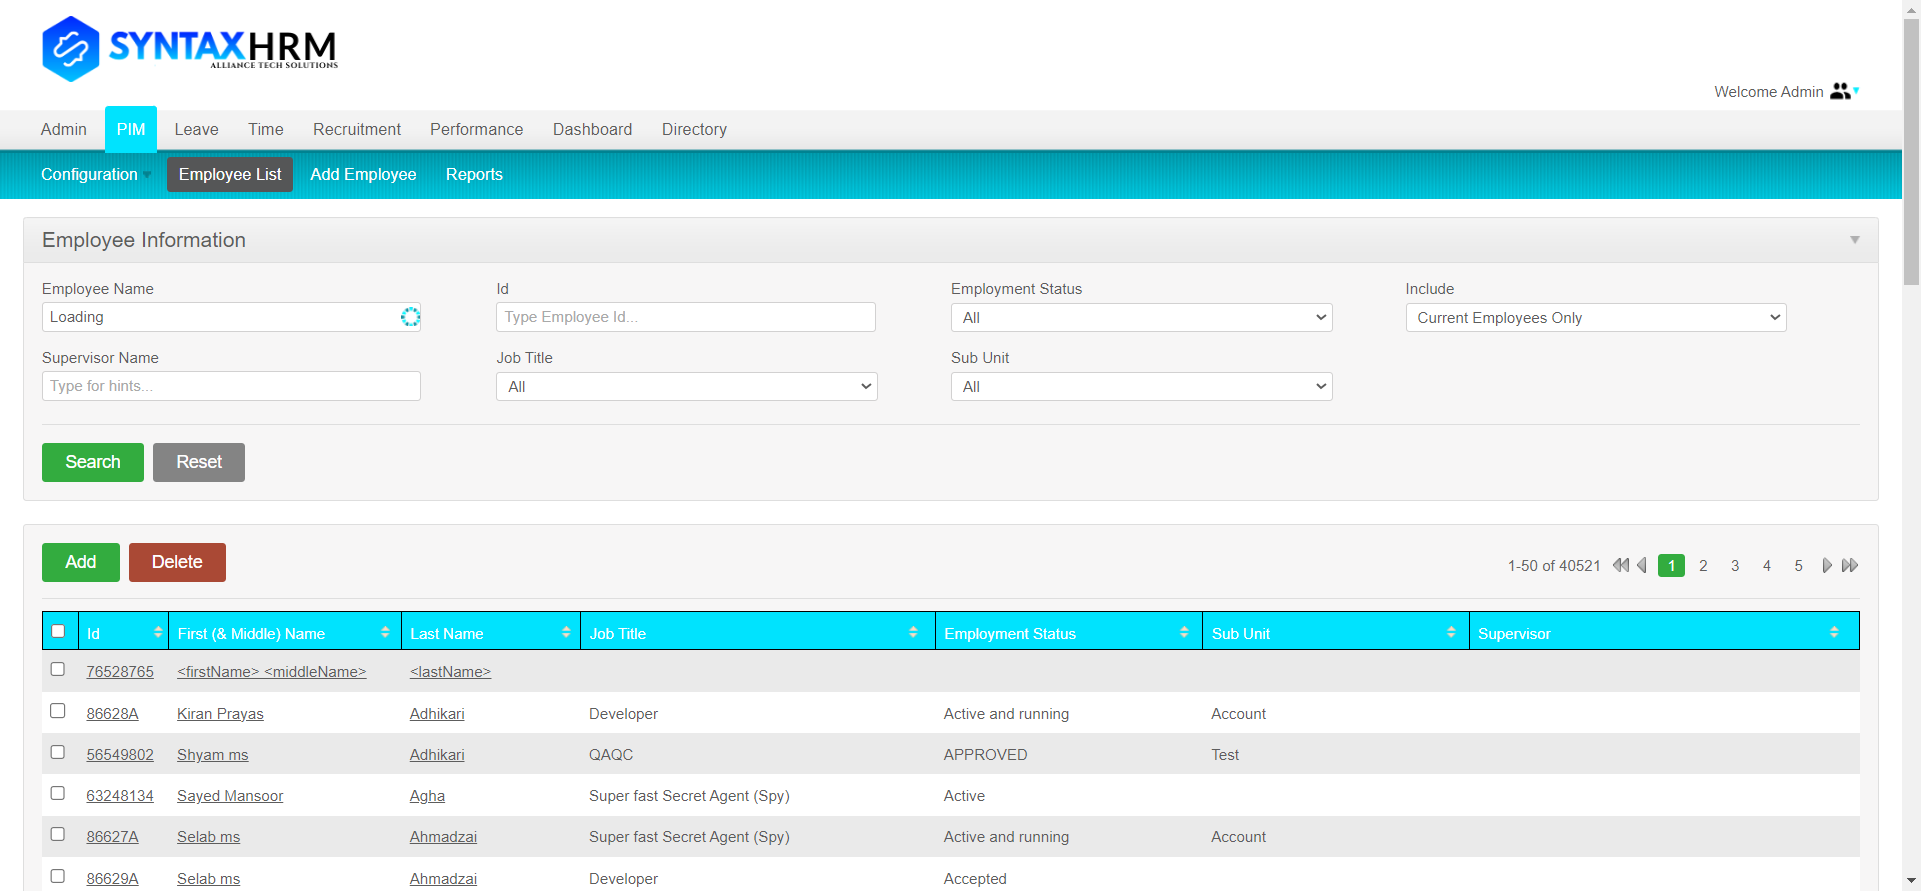 SYNTAXHRM
ALLIANCE TECH SOLUTIONS
Welcome Admin
Admin PIM Leave Time Recruitment Performance Dashboard Directory
Configuration Employee List Add Employee Reports
Employee Information
Employee Name Id Employment Status Include
Loading Type Employee Id... All Current Employees Only
Supervisor Name Job Title Sub Unit
Type for hints... All All
Search Reset
Add Delete 1-50 of 40521 1 2 3 4 5
Id First (& Middle) Name Last Name Job Title Employment Status Sub Unit Supervisor
76528765 <firstName> <middleName> <lastName>
86628A Kiran Prayas Adhikari Developer Active and running Account
56549802 Shyam ms Adhikari QAQC APPROVED Test
63248134 Sayed Mansoor Agha Super fast Secret Agent (Spy) Active
86627A Selab ms Ahmadzai Super fast Secret Agent (Spy) Active and running Account
86629A Selab ms Ahmadzai Developer Accepted